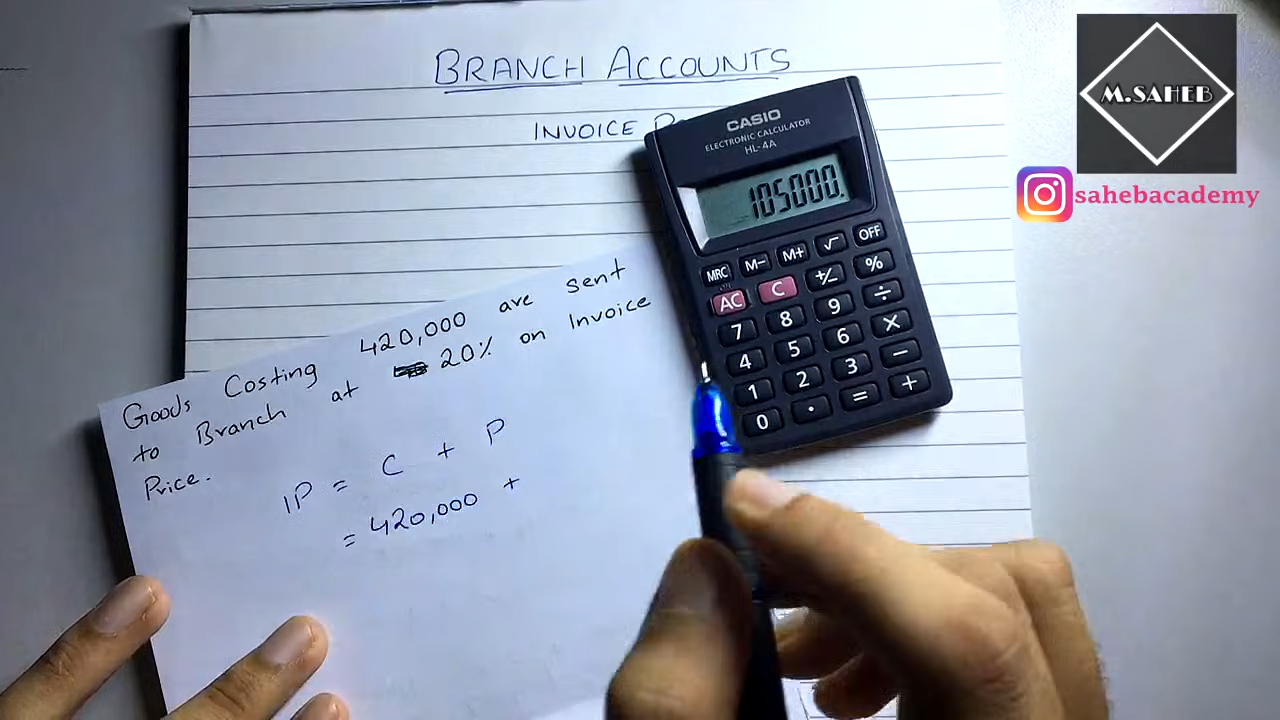 BRANCH ACCOUNTS
INVOICE
M.SAHEB
sahebacademy
CASIO
ELECTRONIC CALCULATOR
HL-4A
105000.
MRC M− M+ √ OFF
AC C +/− %
7 8 9 ÷
4 5 6 X
1 2 3 −
0 · = +
Goods Costing 420,000 are sent
to Branch at 20% on Invoice
Price.
IP = C + P
= 420,000 +